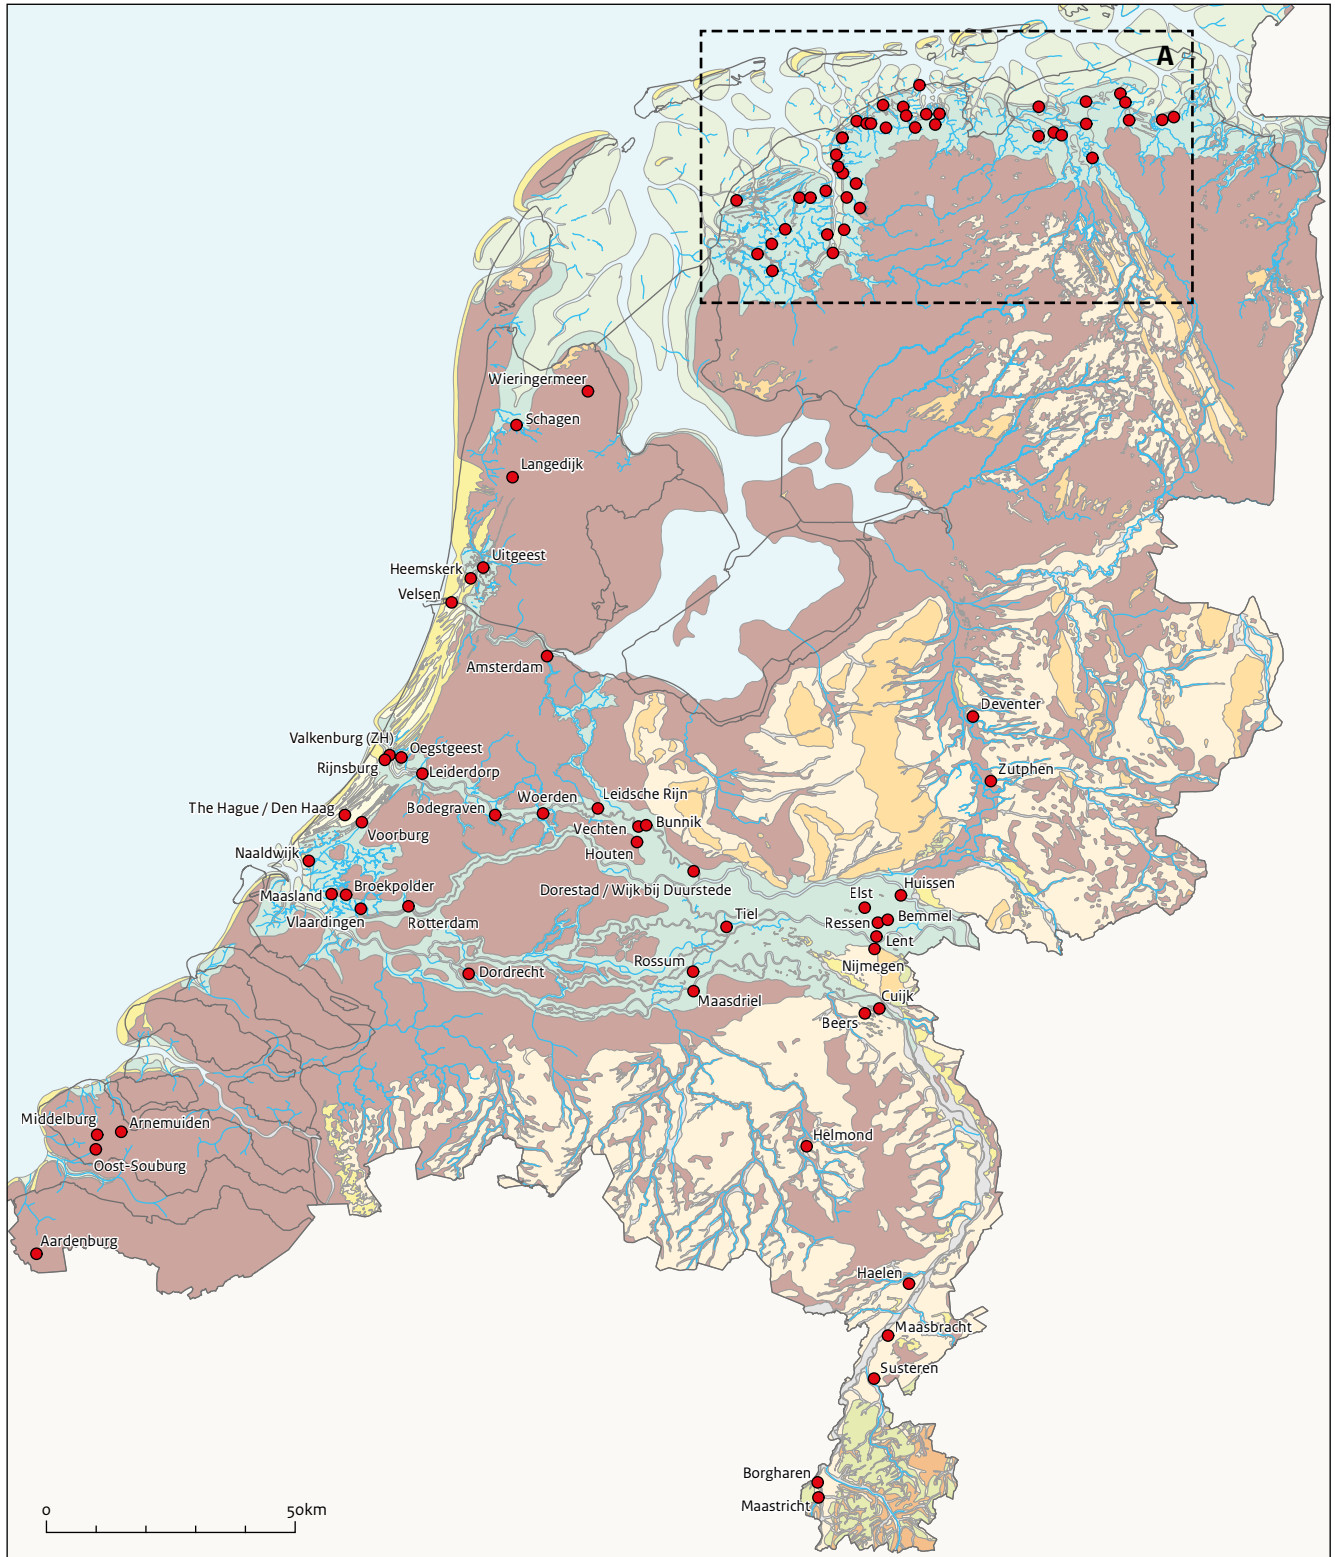 A
Wieringermeer
Schagen
Langedijk
Uitgeest
Heemskerk
Velsen
Amsterdam
Deventer
Valkenburg (ZH)
Oegstgeest
Rijnsburg
Leiderdorp
Zutphen
The Hague / Den Haag
Bodegraven
Woerden
Leidsche Rijn
Voorburg
Vechten
Bunnik
Houten
Naaldwijk
Maasland
Broekpolder
Dorestad / Wijk bij Duurstede
Elst
Huissen
Vlaardingen
Rotterdam
Tiel
Ressen
Bemmel
Lent
Rossum
Nijmegen
Dordrecht
Maasdriel
Cuijk
Beers
Middelburg
Arnemuiden
Oost-Souburg
Helmond
Aardenburg
Haelen
Maasbracht
Susteren
Borgharen
Maastricht
0 50km